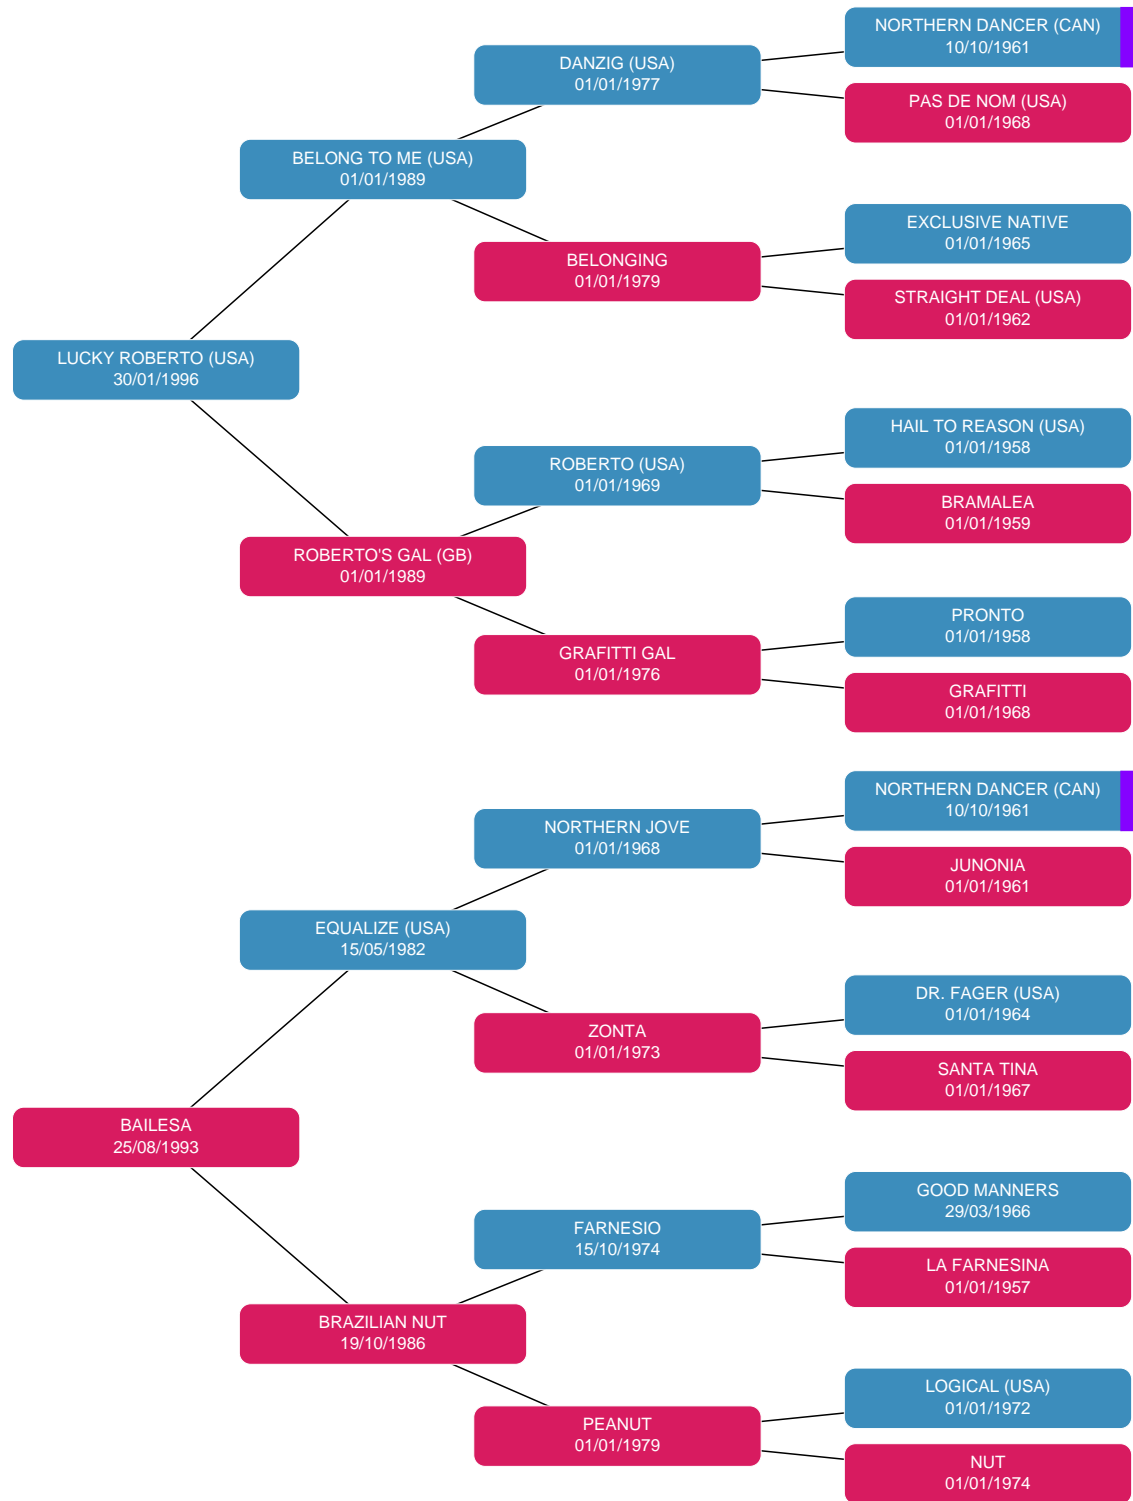 NORTHERN DANCER (CAN)
10/10/1961
DANZIG (USA)
01/01/1977
PAS DE NOM (USA)
01/01/1968
BELONG TO ME (USA)
01/01/1989
EXCLUSIVE NATIVE
01/01/1965
BELONGING
01/01/1979
STRAIGHT DEAL (USA)
01/01/1962
LUCKY ROBERTO (USA)
30/01/1996
HAIL TO REASON (USA)
01/01/1958
ROBERTO (USA)
01/01/1969
BRAMALEA
01/01/1959
ROBERTO'S GAL (GB)
01/01/1989
PRONTO
01/01/1958
GRAFITTI GAL
01/01/1976
GRAFITTI
01/01/1968
NORTHERN DANCER (CAN)
10/10/1961
NORTHERN JOVE
01/01/1968
JUNONIA
01/01/1961
EQUALIZE (USA)
15/05/1982
DR. FAGER (USA)
01/01/1964
ZONTA
01/01/1973
SANTA TINA
01/01/1967
BAILESA
25/08/1993
GOOD MANNERS
29/03/1966
FARNESIO
15/10/1974
LA FARNESINA
01/01/1957
BRAZILIAN NUT
19/10/1986
LOGICAL (USA)
01/01/1972
PEANUT
01/01/1979
NUT
01/01/1974